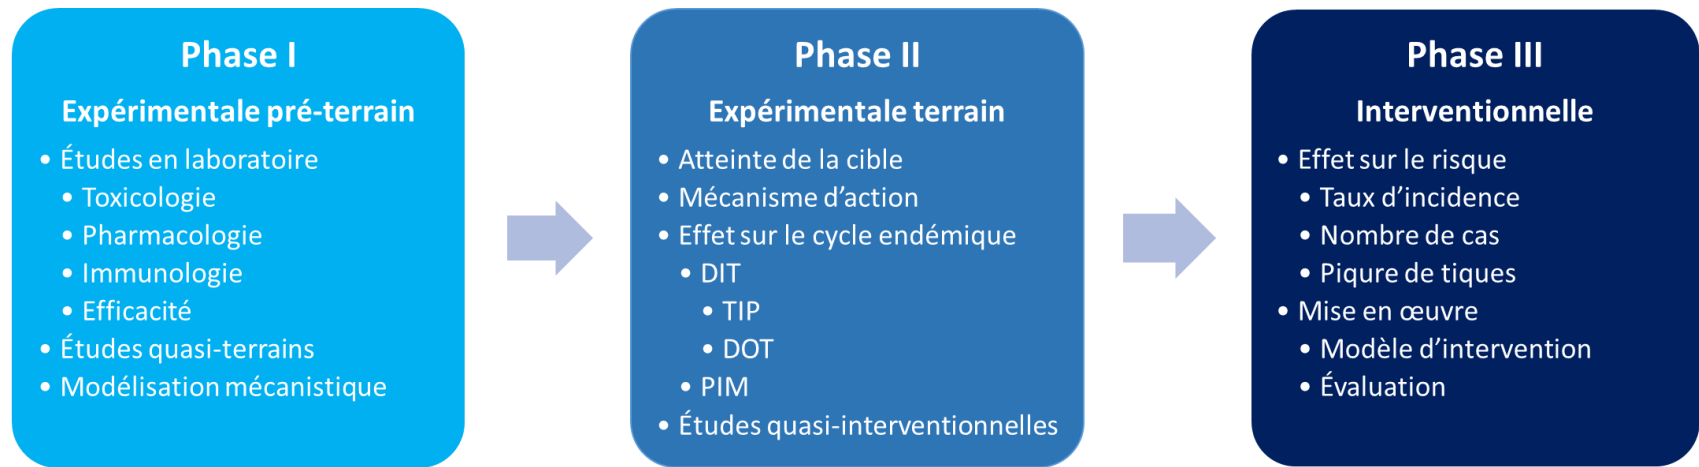 Phase I
Expérimentale pré-terrain
• Études en laboratoire
• Toxicologie
• Pharmacologie
• Immunologie
• Efficacité
• Études quasi-terrains
• Modélisation mécanistique
Phase II
Expérimentale terrain
• Atteinte de la cible
• Mécanisme d’action
• Effet sur le cycle endémique
• DIT
• TIP
• DOT
• PIM
• Études quasi-interventionnelles
Phase III
Interventionnelle
• Effet sur le risque
• Taux d’incidence
• Nombre de cas
• Piqure de tiques
• Mise en œuvre
• Modèle d’intervention
• Évaluation